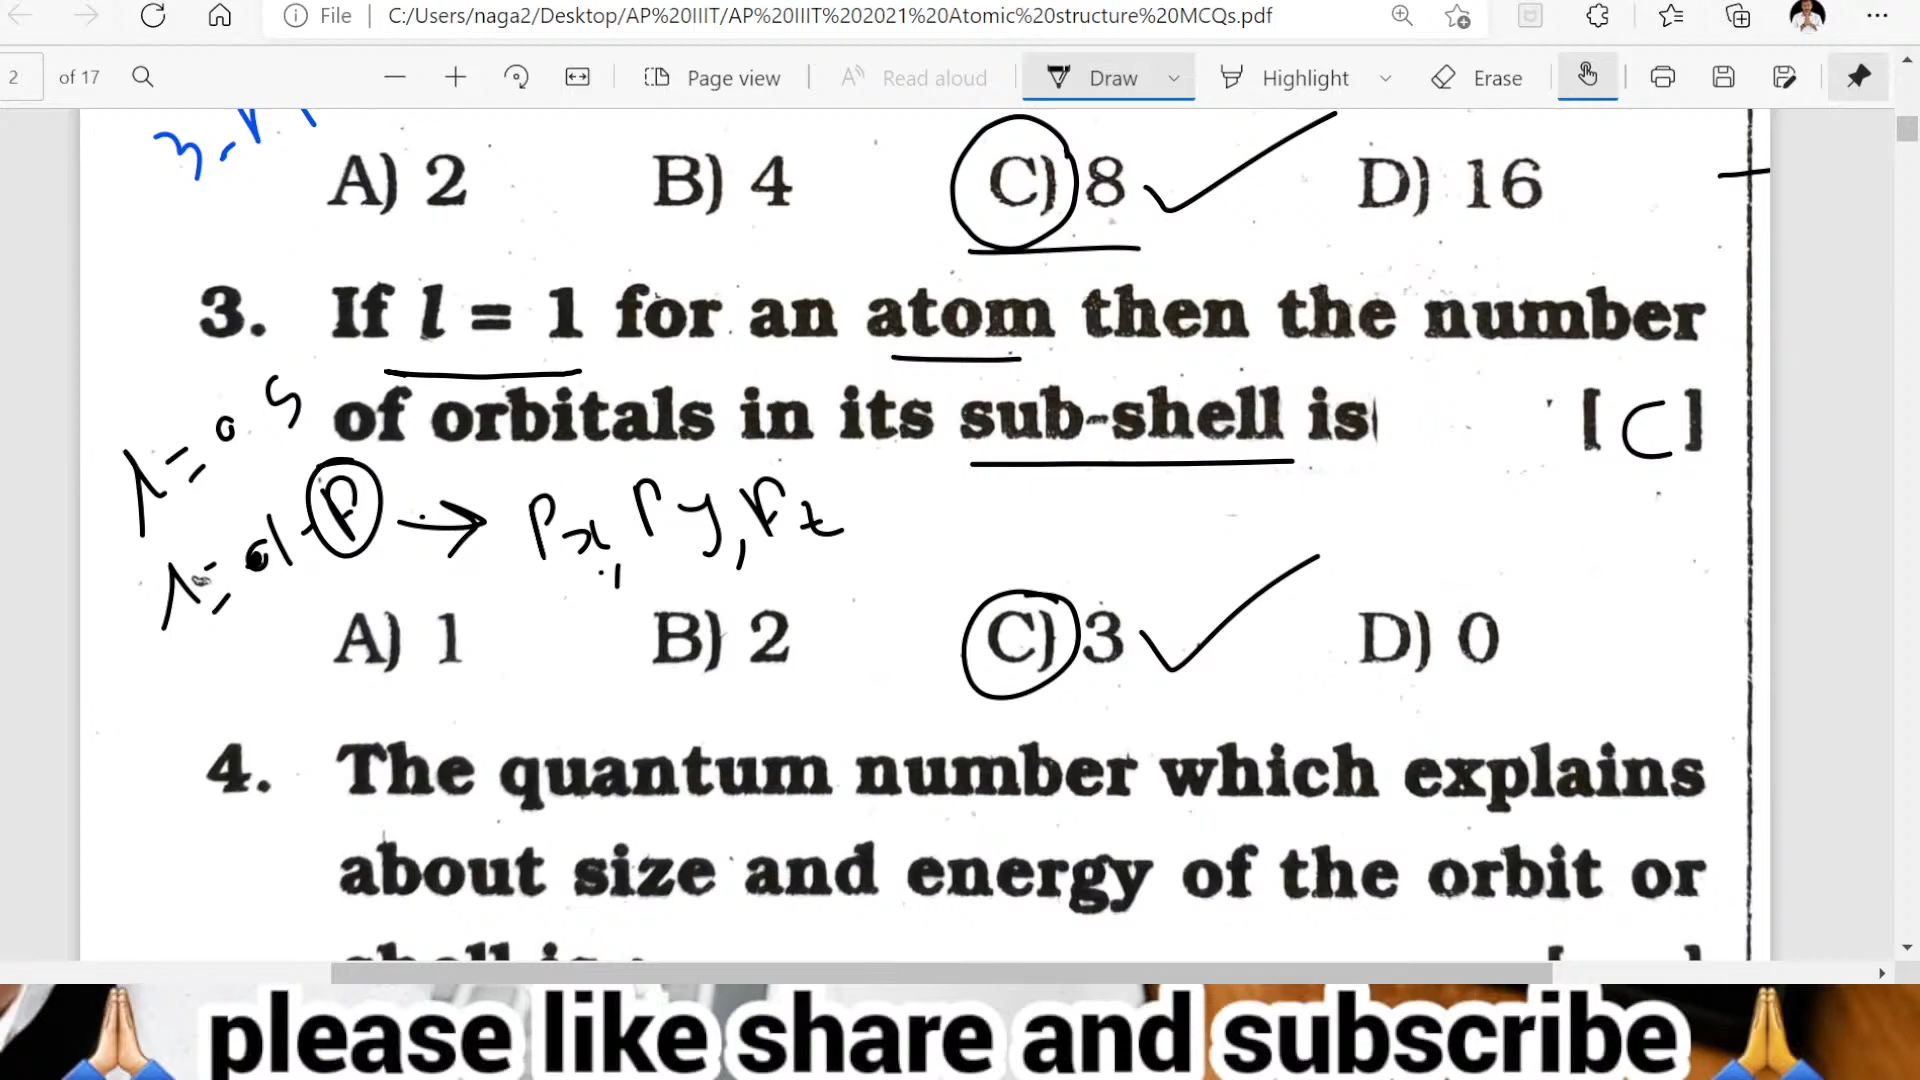 File C:/Users/naga2/Desktop/AP%20IIIT/AP%20IIIT%202021%20Atomic%20structure%20MCQs.pdf
2 of 17 Page view Read aloud Draw Highlight Erase
A) 2 B) 4 C) 8 D) 16
3. If l = 1 for an atom then the number
of orbitals in its sub-shell is [ C ]
l = 0 s
l = 1 P → Px, Py, Pz
A) 1 B) 2 C) 3 D) 0
4. The quantum number which explains
about size and energy of the orbit or
shell is [ ]
please like share and subscribe